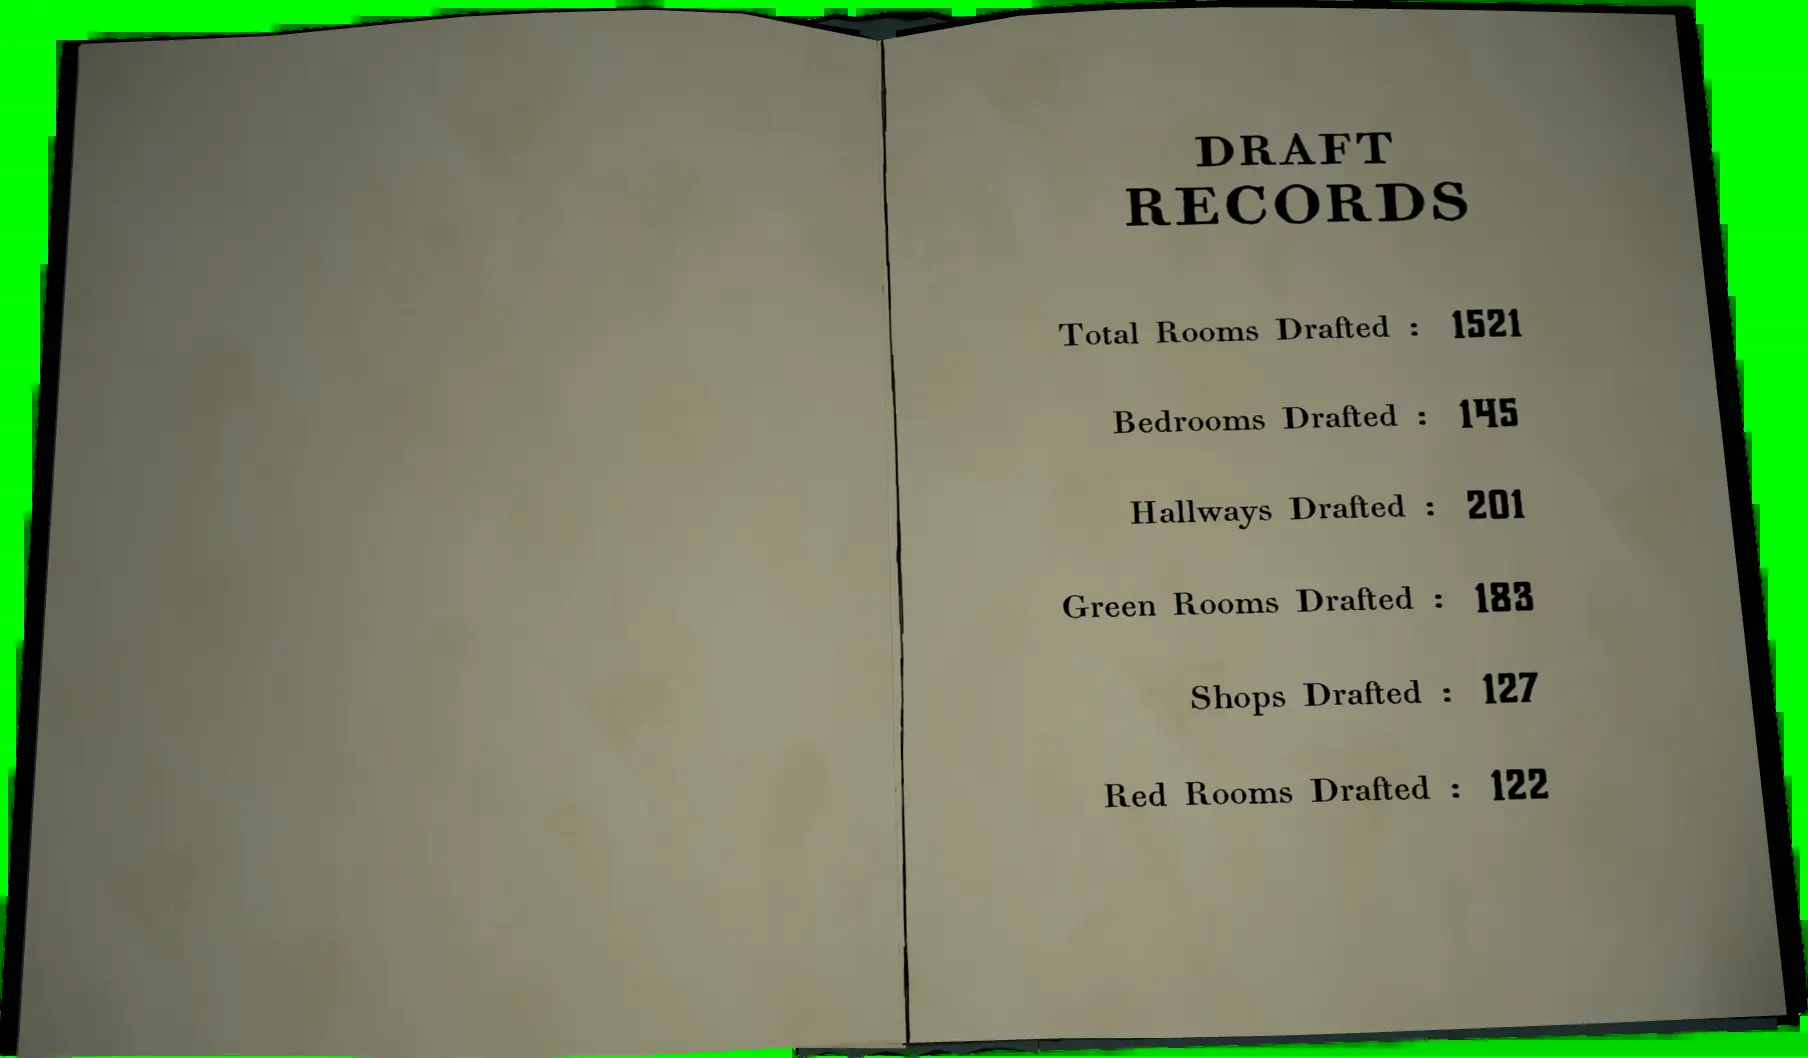 DRAFT
RECORDS
Total Rooms Drafted : 1521
Bedrooms Drafted : 145
Hallways Drafted : 201
Green Rooms Drafted : 183
Shops Drafted : 127
Red Rooms Drafted : 122